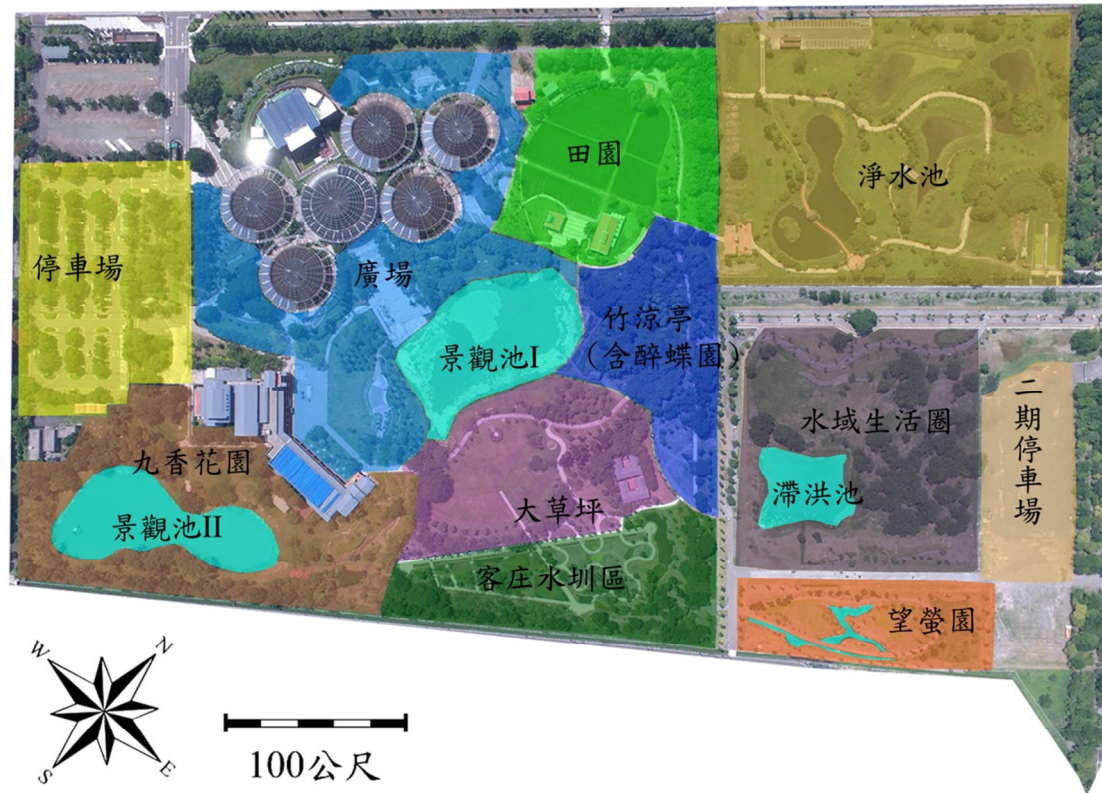 田園
淨水池
停車場
廣場
竹涼亭
（含醉蝶園）
景觀池I
水域生活圈
二期停車場
九香花園
滯洪池
大草坪
景觀池II
客庄水圳區
望螢園
W
N
S
E
100公尺